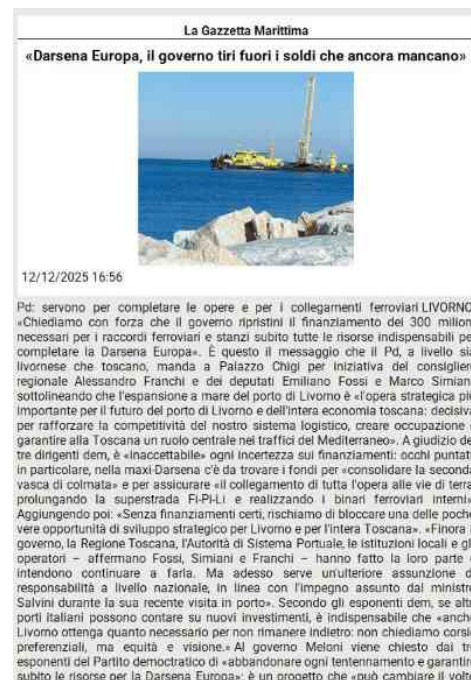 La Gazzetta Marittima
«Darsena Europa, il governo tiri fuori i soldi che ancora mancano»
12/12/2025 16:56
Pd: servono per completare le opere e per i collegamenti ferroviari LIVORNO.
«Chiediamo con forza che il governo ripristini il finanziamento dei 300 milion
necessari per i raccordi ferroviari e stanzi subito tutte le risorse indispensabili pe
completare la Darsena Europa». È questo il messaggio che il Pd, a livello sia
livornese che toscano, manda a Palazzo Chigi per iniziativa del consiglier
regionale Alessandro Franchi e dei deputati Emiliano Fossi e Marco Simian
sottolineando che l'espansione a mare del porto di Livorno è «l'opera strategica più
importante per il futuro del porto di Livorno e dell'intera economia toscana: decisiva
per rafforzare la competitività del nostro sistema logistico, creare occupazione e
garantire alla Toscana un ruolo centrale nei traffici del Mediterraneo». A giudizio de
tre dirigenti dem, è «inaccettabile» ogni incertezza sui finanziamenti: occhi puntat
in particolare, nella maxi-Darsena c'è da trovare i fondi per «consolidare la seconda
vasca di colmata» e per assicurare «il collegamento di tutta l'opera alle vie di terra
prolungando la superstrada Fi-Pi-Li e realizzando i binari ferroviari interni»
Aggiungendo poi: «Senza finanziamenti certi, rischiamo di bloccare una delle poche
vere opportunità di sviluppo strategico per Livorno e per l'intera Toscana». «Finora i
governo, la Regione Toscana, l'Autorità di Sistema Portuale, le istituzioni locali e gl
operatori – affermano Fossi, Simiani e Franchi – hanno fatto la loro parte e
intendono continuare a farla. Ma adesso serve un'ulteriore assunzione d
responsabilità a livello nazionale, in linea con l'impegno assunto dal ministro
Salvini durante la sua recente visita in porto». Secondo gli esponenti dem, se altr
porti italiani possono contare su nuovi investimenti, è indispensabile che «anche
Livorno ottenga quanto necessario per non rimanere indietro: non chiediamo corsie
preferenziali, ma equità e visione.» Al governo Meloni viene chiesto dai tre
esponenti del Partito democratico di «abbandonare ogni tentennamento e garantire
subito le risorse per la Darsena Europa»: è un progetto che «può cambiare il volto